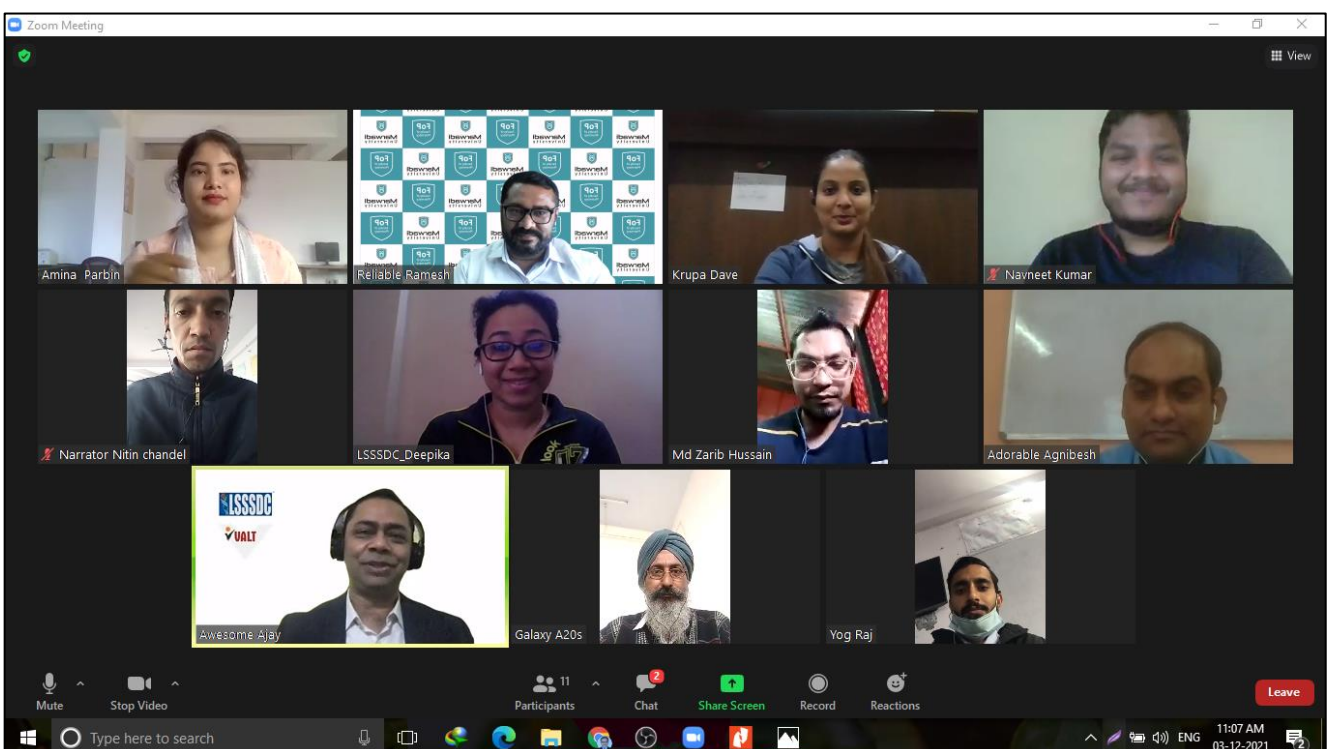 Zoom Meeting
View
Amina Parbin
Reliable Ramesh
Krupa Dave
Navneet Kumar
Narrator Nitin chandel
LSSSDC_Deepika
Md Zarib Hussain
Adorable Agnibesh
LSSSDC
VUALT
Awesome Ajay
Galaxy A20s
Yog Raj
Mute
Stop Video
Participants
11
Chat
2
Share Screen
Record
Reactions
Leave
Type here to search
ENG
11:07 AM
03-12-2021
2